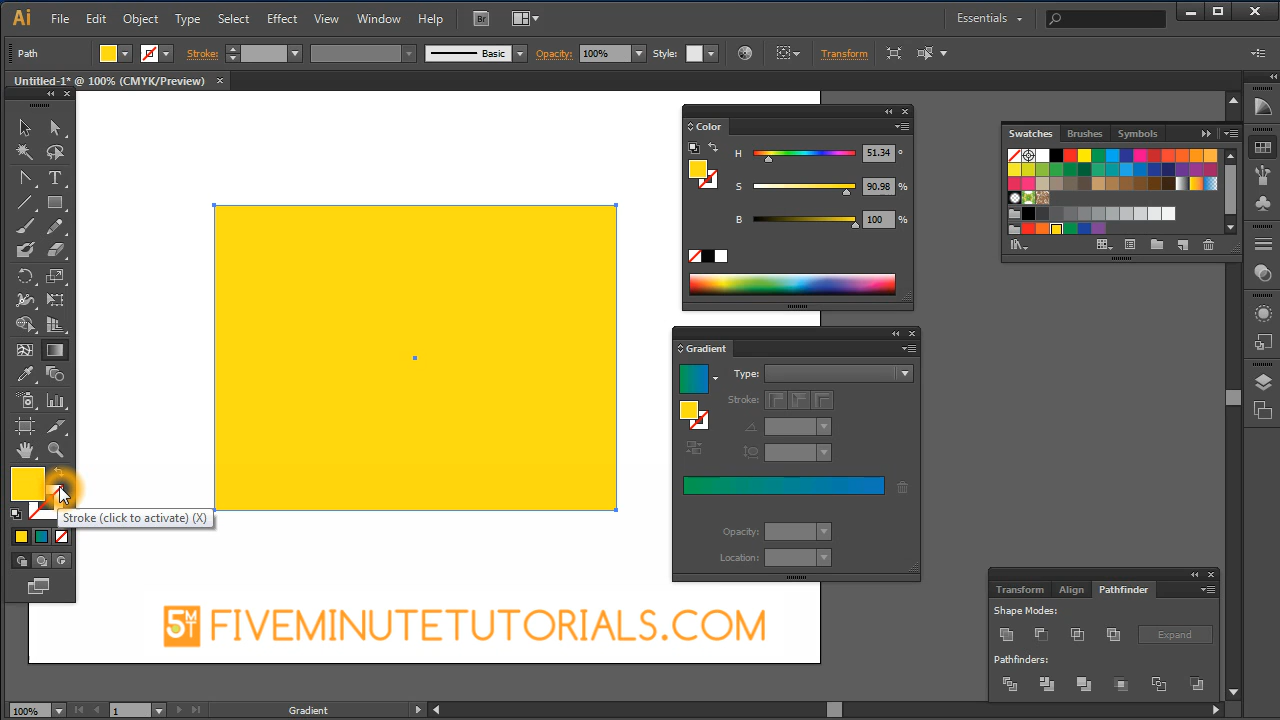 Ai File Edit Object Type Select Effect View Window Help Br Essentials
Path Stroke: Basic Opacity: 100% Style: Transform
Untitled-1* @ 100% (CMYK/Preview) ×
Color
H 51.34 °
S 90.98 %
B 100 %
Swatches Brushes Symbols
Gradient
Type:
Stroke:
Opacity:
Location:
Stroke (click to activate) (X)
Transform Align Pathfinder
Shape Modes:
Expand
Pathfinders:
5MT FIVEMINUTETUTORIALS.COM
100% 1 Gradient